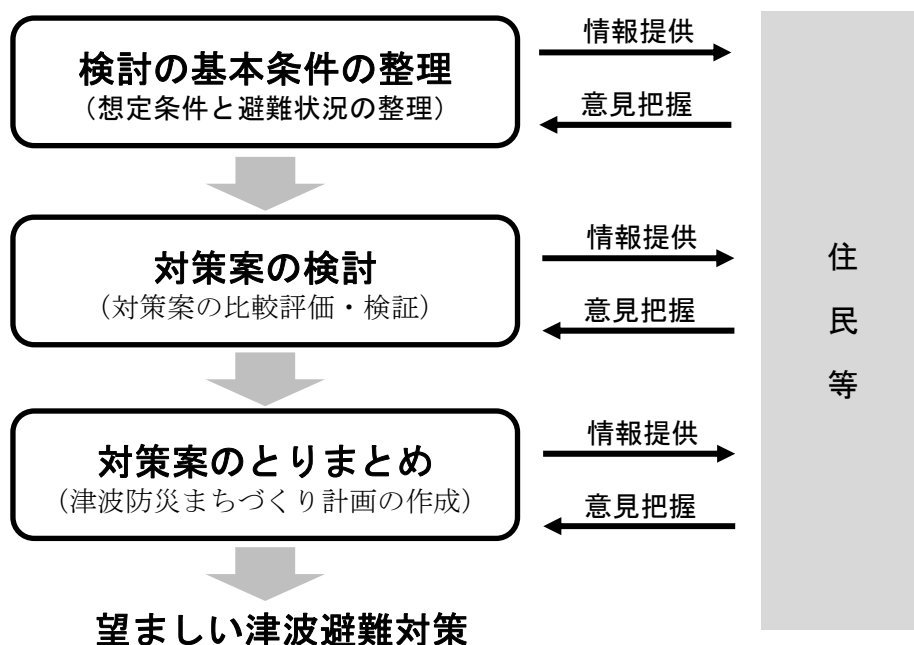 検討の基本条件の整理
（想定条件と避難状況の整理）
情報提供
意見把握
対策案の検討
（対策案の比較評価・検証）
情報提供
意見把握
対策案のとりまとめ
（津波防災まちづくり計画の作成）
情報提供
意見把握
望ましい津波避難対策
住民等